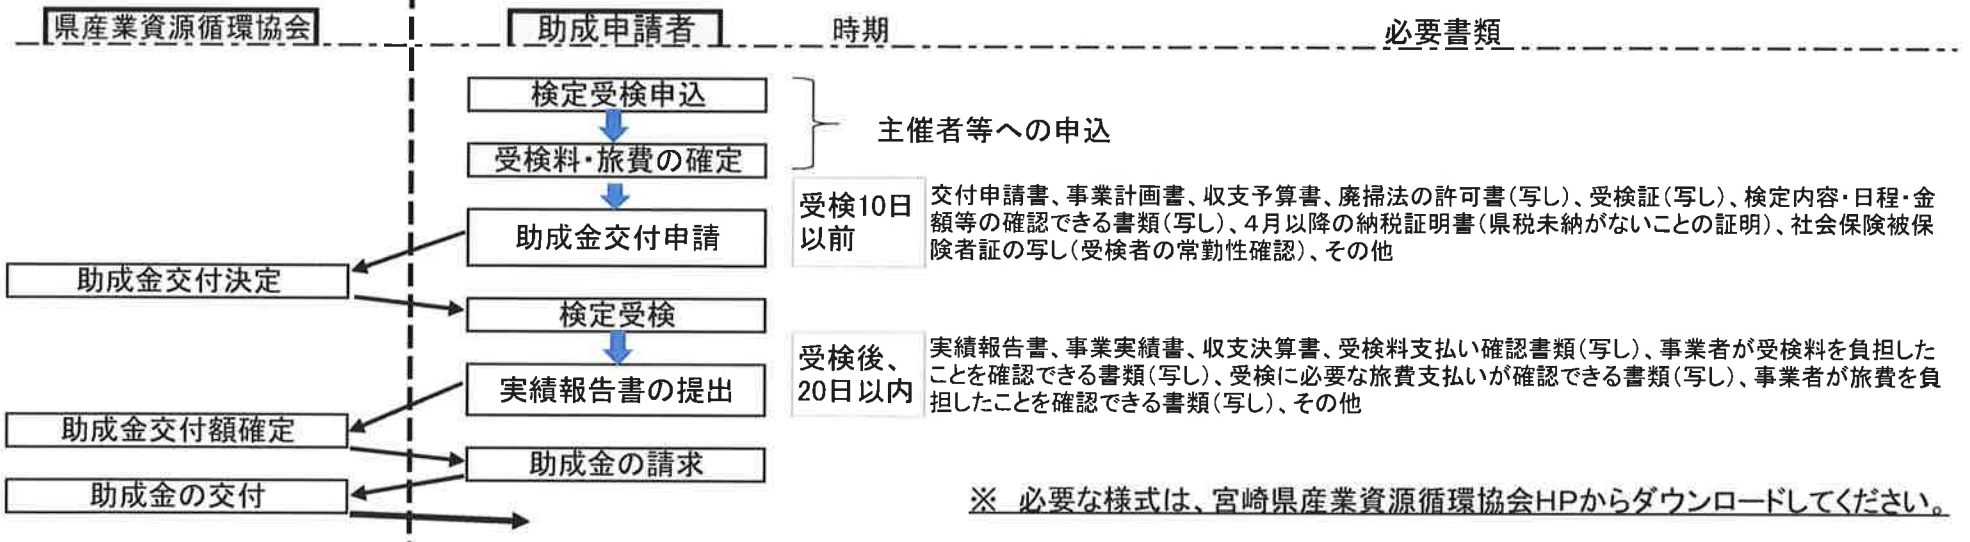 県産業資源循環協会
助成申請者
時期
必要書類
検定受検申込
受検料・旅費の確定
主催者等への申込
助成金交付申請
受検10日
以前
交付申請書、事業計画書、収支予算書、廃掃法の許可書(写し)、受検証(写し)、検定内容・日程・金
額等の確認できる書類(写し)、4月以降の納税証明書(県税未納がないことの証明)、社会保険被保
険者証の写し(受検者の常勤性確認)、その他
助成金交付決定
検定受検
実績報告書の提出
受検後、
20日以内
実績報告書、事業実績書、収支決算書、受検料支払い確認書類(写し)、事業者が受検料を負担した
ことを確認できる書類(写し)、受検に必要な旅費支払いが確認できる書類(写し)、事業者が旅費を負
担したことを確認できる書類(写し)、その他
助成金交付額確定
助成金の請求
助成金の交付
※ 必要な様式は、宮崎県産業資源循環協会HPからダウンロードしてください。